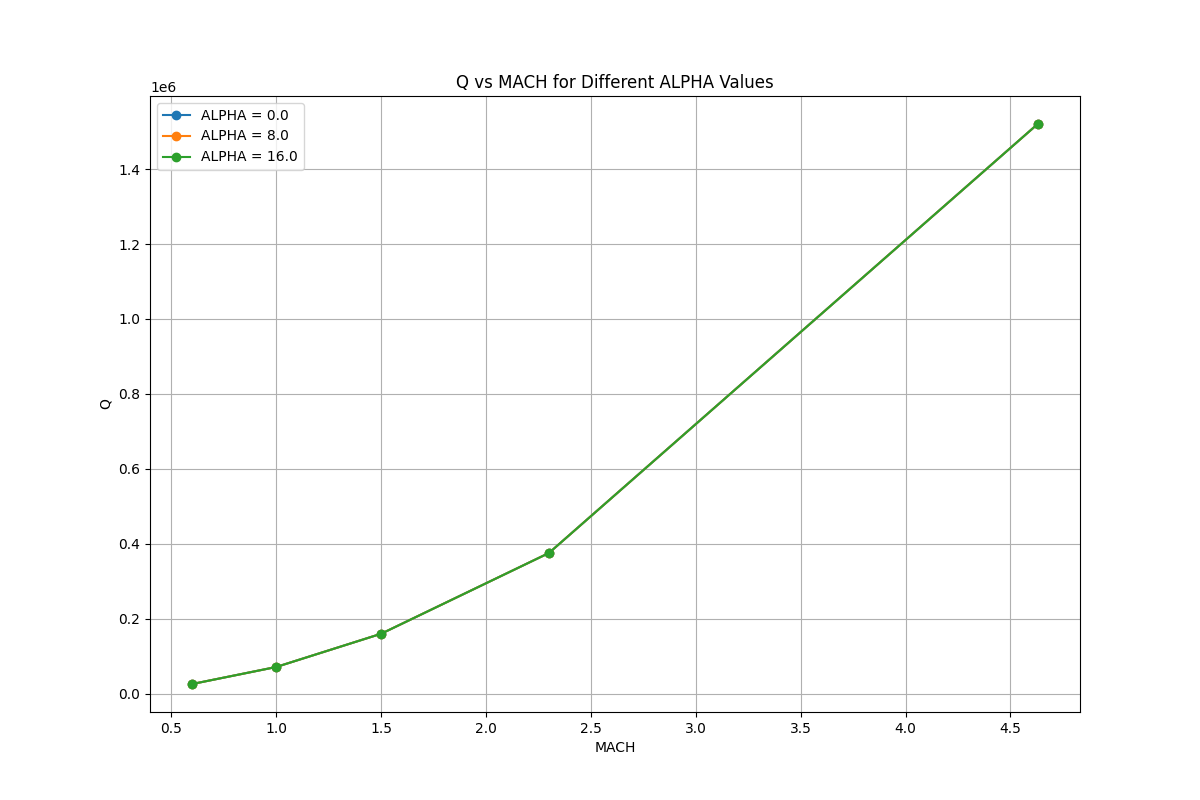 Q vs MACH for Different ALPHA Values
1e6
ALPHA = 0.0
ALPHA = 8.0
ALPHA = 16.0
1.4
1.2
1.0
0.8
0.6
0.4
0.2
0.0
Q
0.5 1.0 1.5 2.0 2.5 3.0 3.5 4.0 4.5
MACH